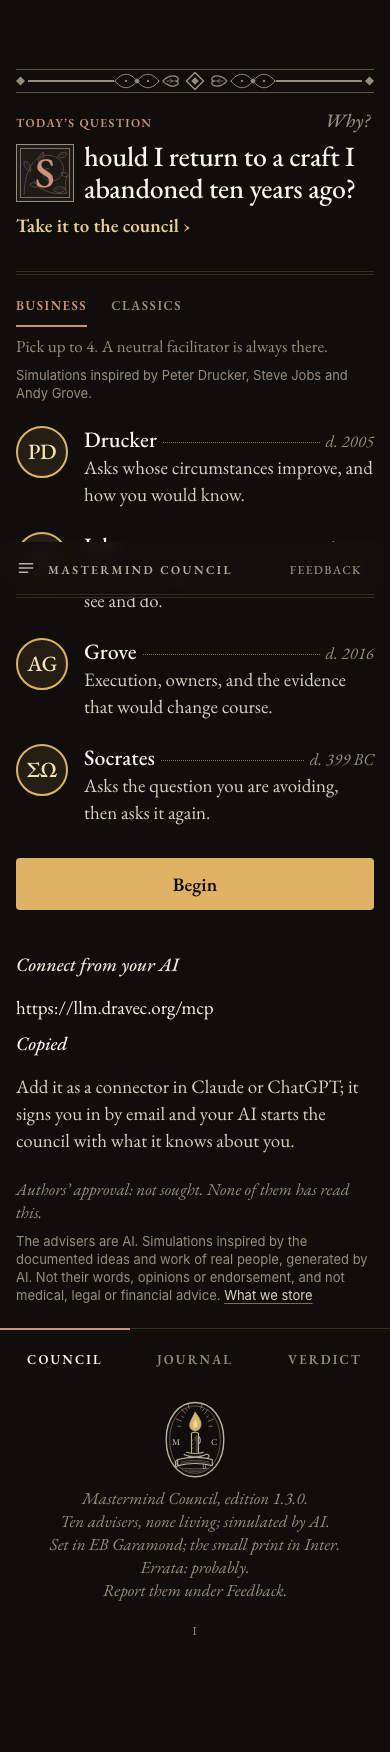 TODAY'S QUESTION
Why?
Should I return to a craft I
abandoned ten years ago?
Take it to the council ›
BUSINESS
CLASSICS
Pick up to 4. A neutral facilitator is always there.
Simulations inspired by Peter Drucker, Steve Jobs and
Andy Grove.
PD
Drucker
d. 2005
Asks whose circumstances improve, and
how you would know.
MASTERMIND COUNCIL
FEEDBACK
see and do.
AG
Grove
d. 2016
Execution, owners, and the evidence
that would change course.
ΣΩ
Socrates
d. 399 BC
Asks the question you are avoiding,
then asks it again.
Begin
Connect from your AI
https://llm.dravec.org/mcp
Copied
Add it as a connector in Claude or ChatGPT; it
signs you in by email and your AI starts the
council with what it knows about you.
Authors' approval: not sought. None of them has read
this.
The advisers are AI. Simulations inspired by the
documented ideas and work of real people, generated by
AI. Not their words, opinions or endorsement, and not
medical, legal or financial advice. What we store
COUNCIL
JOURNAL
VERDICT
M C
Mastermind Council, edition 1.3.0.
Ten advisers, none living; simulated by AI.
Set in EB Garamond; the small print in Inter.
Errata: probably.
Report them under Feedback.
I